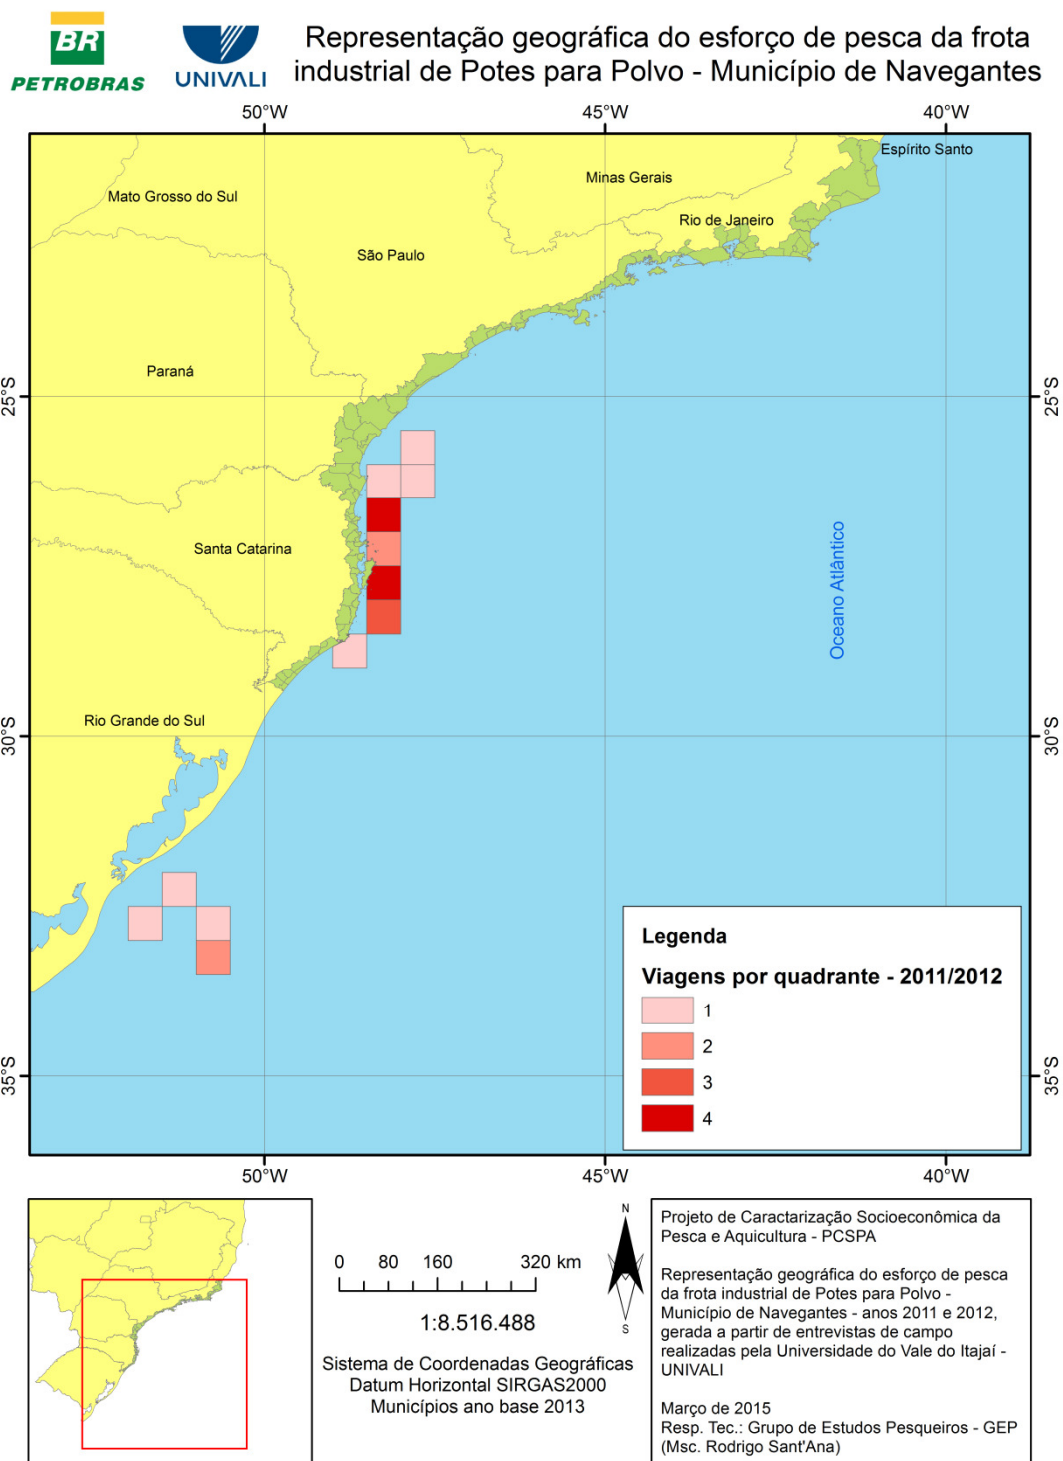 BR
PETROBRAS
UNIVALI
Representação geográfica do esforço de pesca da frota
industrial de Potes para Polvo - Município de Navegantes
50°W
45°W
40°W
Espírito Santo
Minas Gerais
Mato Grosso do Sul
Rio de Janeiro
São Paulo
Paraná
25°S
25°S
Santa Catarina
Oceano Atlântico
Rio Grande do Sul
30°S
30°S
Legenda
Viagens por quadrante - 2011/2012
1
2
3
4
35°S
35°S
50°W
45°W
40°W
0 80 160 320 km
1:8.516.488
Sistema de Coordenadas Geográficas
Datum Horizontal SIRGAS2000
Municípios ano base 2013
N
S
Projeto de Caractarização Socioeconômica da
Pesca e Aquicultura - PCSPA
Representação geográfica do esforço de pesca
da frota industrial de Potes para Polvo -
Município de Navegantes - anos 2011 e 2012,
gerada a partir de entrevistas de campo
realizadas pela Universidade do Vale do Itajaí -
UNIVALI
Março de 2015
Resp. Tec.: Grupo de Estudos Pesqueiros - GEP
(Msc. Rodrigo Sant'Ana)